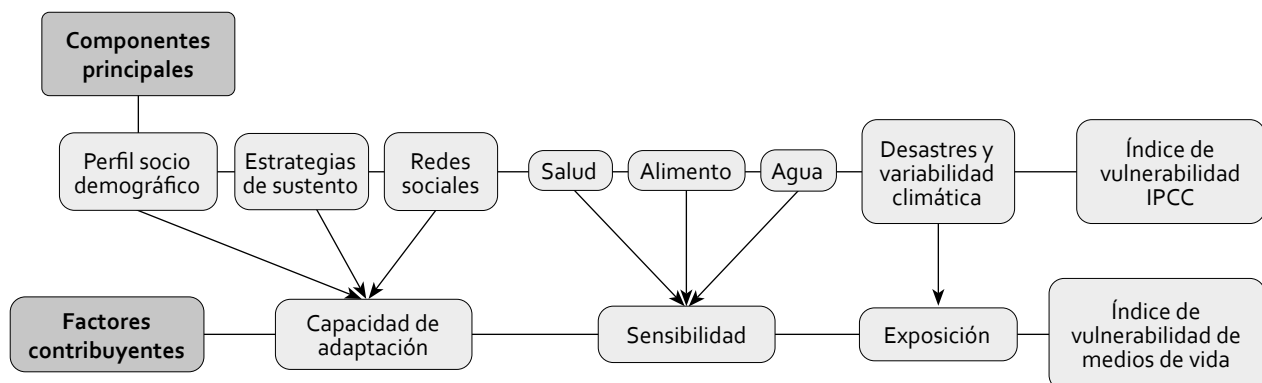 Componentes
principales
Perfil socio
demográfico
Estrategias
de sustento
Redes
sociales
Salud
Alimento
Agua
Desastres y
variabilidad
climática
Índice de
vulnerabilidad
IPCC
Factores
contribuyentes
Capacidad de
adaptación
Sensibilidad
Exposición
Índice de
vulnerabilidad de
medios de vida